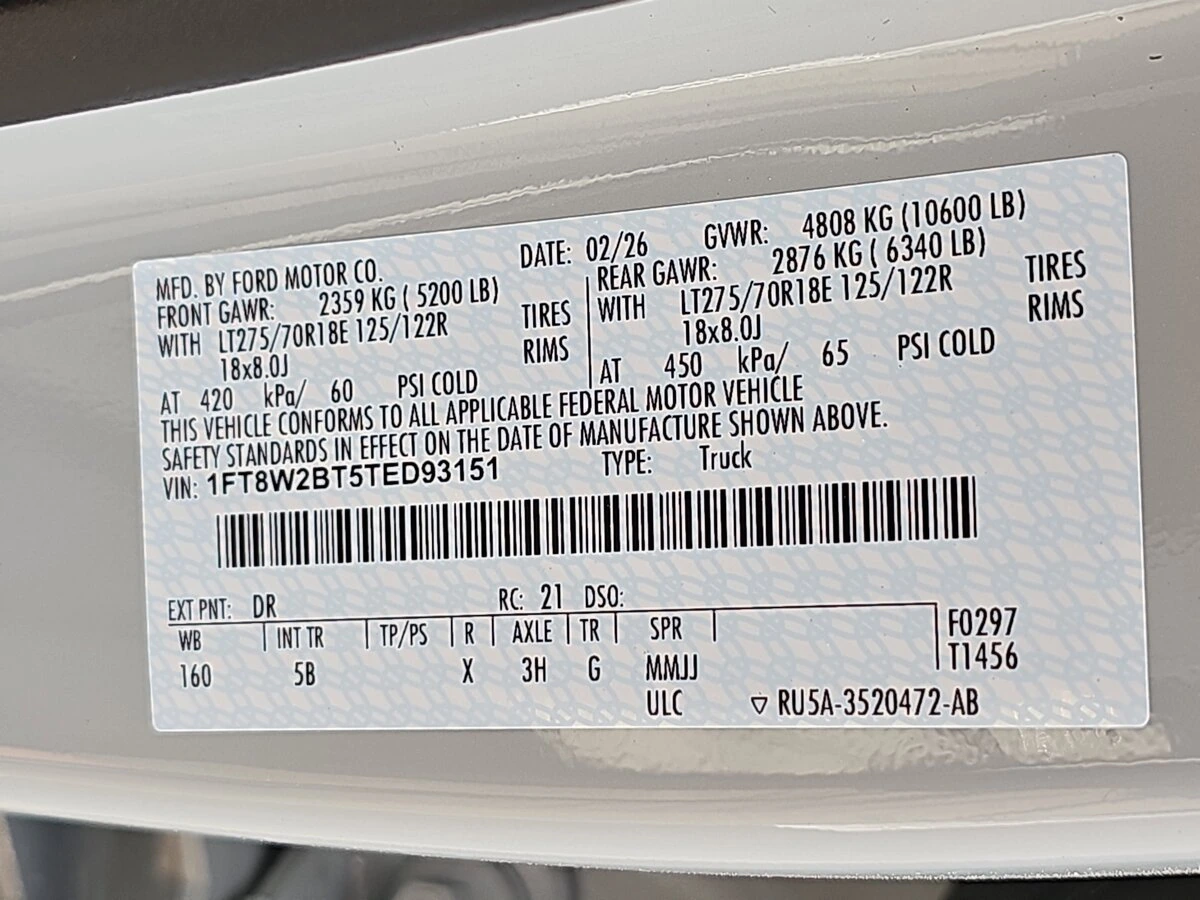 MFD. BY FORD MOTOR CO. DATE: 02/26 GVWR: 4808 KG (10600 LB)
FRONT GAWR: 2359 KG ( 5200 LB)
WITH LT275/70R18E 125/122R TIRES
18x8.0J RIMS
AT 420 kPa/ 60 PSI COLD
REAR GAWR: 2876 KG ( 6340 LB)
WITH LT275/70R18E 125/122R TIRES
18x8.0J RIMS
AT 450 kPa/ 65 PSI COLD
THIS VEHICLE CONFORMS TO ALL APPLICABLE FEDERAL MOTOR VEHICLE
SAFETY STANDARDS IN EFFECT ON THE DATE OF MANUFACTURE SHOWN ABOVE.
VIN: 1FT8W2BT5TED93151 TYPE: Truck
EXT PNT: DR RC: 21 DSO:
WB INT TR TP/PS R AXLE TR SPR F0297
160 5B X 3H G MMJJ T1456
ULC ▽ RU5A-3520472-AB